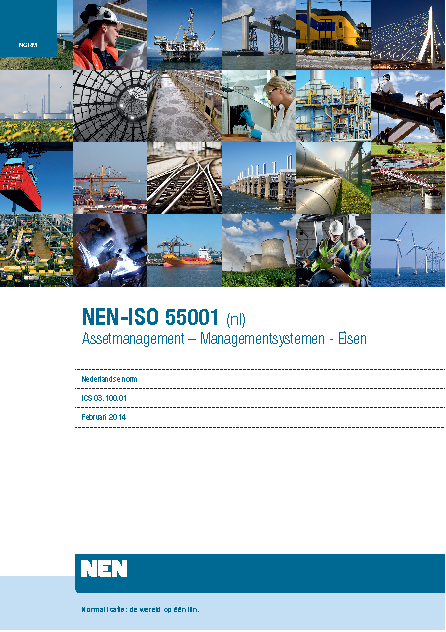 NORM
NEN-ISO 55001 (nl)
Assetmanagement – Managementsystemen - Eisen
Nederlandse norm
ICS 03.100.01
Februari 2014
NEN
Normalisatie: de wereld op één lijn.